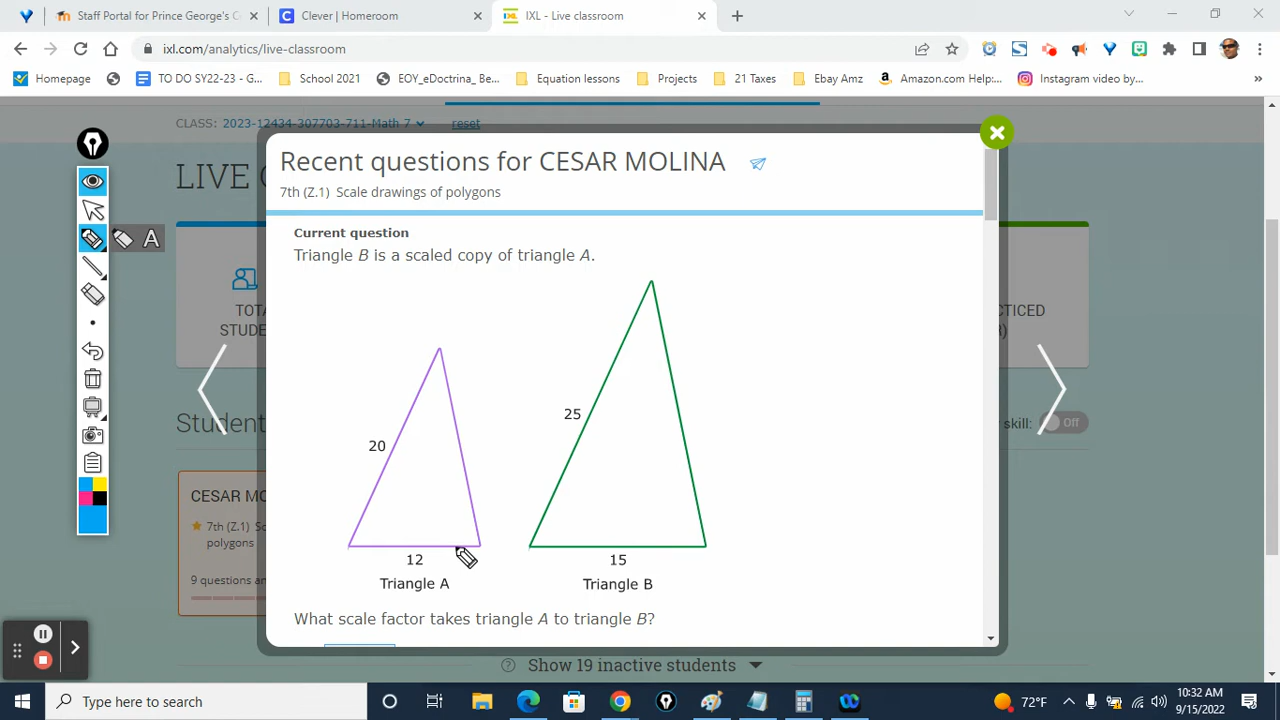 Staff Portal for Prince George's C
Clever | Homeroom
IXL - Live classroom
ixl.com/analytics/live-classroom
Homepage
TO DO SY22-23 - G...
School 2021
EOY_eDoctrina_ Be...
Equation lessons
Projects
21 Taxes
Ebay Amz
Amazon.com Help:...
Instagram video by...
CLASS: 2023-12434-307703-711-Math 7
reset
LIVE
Recent questions for CESAR MOLINA
7th (Z.1) Scale drawings of polygons
Current question
Triangle B is a scaled copy of triangle A.
20
12
Triangle A
25
15
Triangle B
What scale factor takes triangle A to triangle B?
A
TOTA
STUDE
TICED
R)
Student
skill:
Off
CESAR MO
7th (Z.1) Sc
polygons
9 questions an
Show 19 inactive students
Type here to search
72°F
10:32 AM
9/15/2022